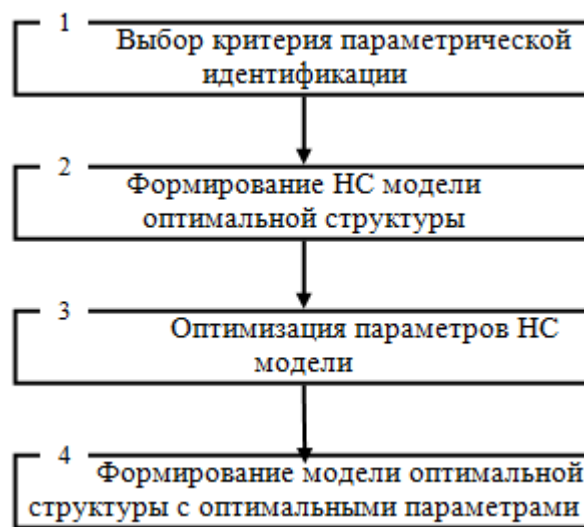 1
Выбор критерия параметрической
идентификации
2
Формирование НС модели
оптимальной структуры
3
Оптимизация параметров НС
модели
4
Формирование модели оптимальной
структуры с оптимальными параметрами